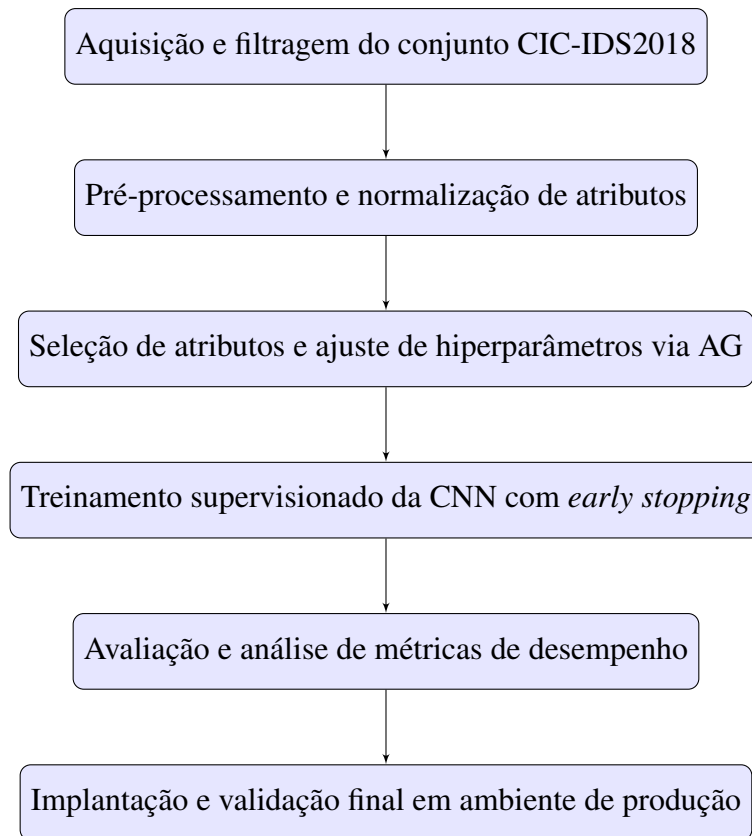 Aquisição e filtragem do conjunto CIC-IDS2018
Pré-processamento e normalização de atributos
Seleção de atributos e ajuste de hiperparâmetros via AG
Treinamento supervisionado da CNN com early stopping
Avaliação e análise de métricas de desempenho
Implantação e validação final em ambiente de produção